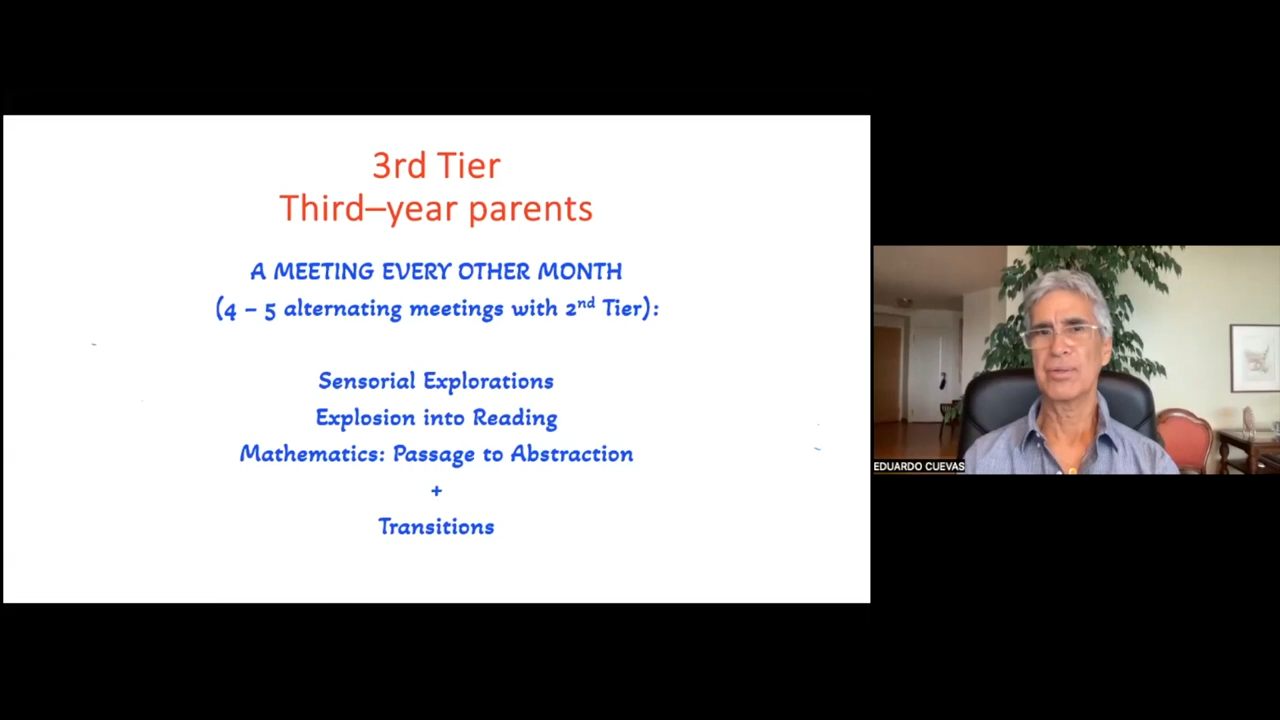 3rd Tier
Third–year parents
A MEETING EVERY OTHER MONTH
(4 – 5 alternating meetings with 2nd Tier):
Sensorial Explorations
Explosion into Reading
Mathematics: Passage to Abstraction
+
Transitions
EDUARDO CUEVAS